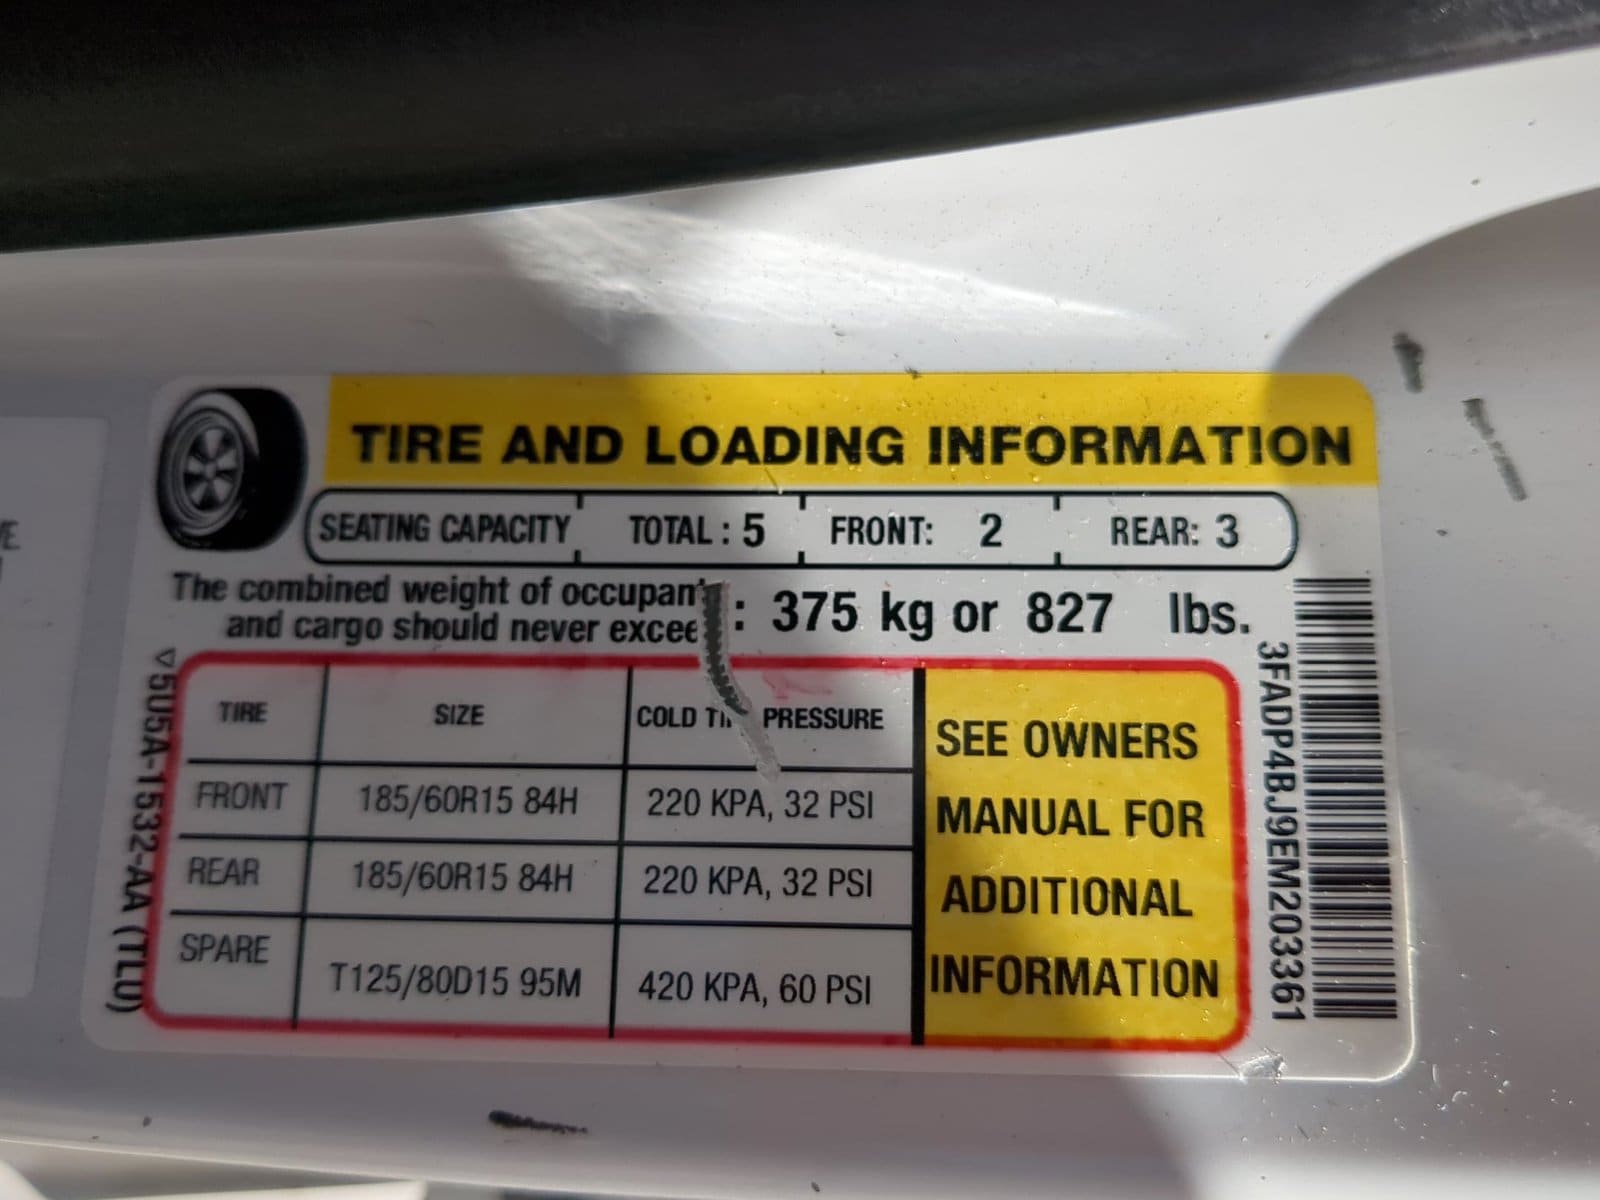 TIRE AND LOADING INFORMATION
SEATING CAPACITY TOTAL : 5 FRONT: 2 REAR: 3
The combined weight of
and cargo should never : 375 kg or 827 lbs.
TIRE SIZE COLD PRESSURE
FRONT 185/60R15 84H 220 KPA, 32 PSI
REAR 185/60R15 84H 220 KPA, 32 PSI
SPARE T125/80D15 95M 420 KPA, 60 PSI
SEE OWNERS
MANUAL FOR
ADDITIONAL
INFORMATION
3FADP4BJ9EM203361
5U5A-1532-AA (TLU)